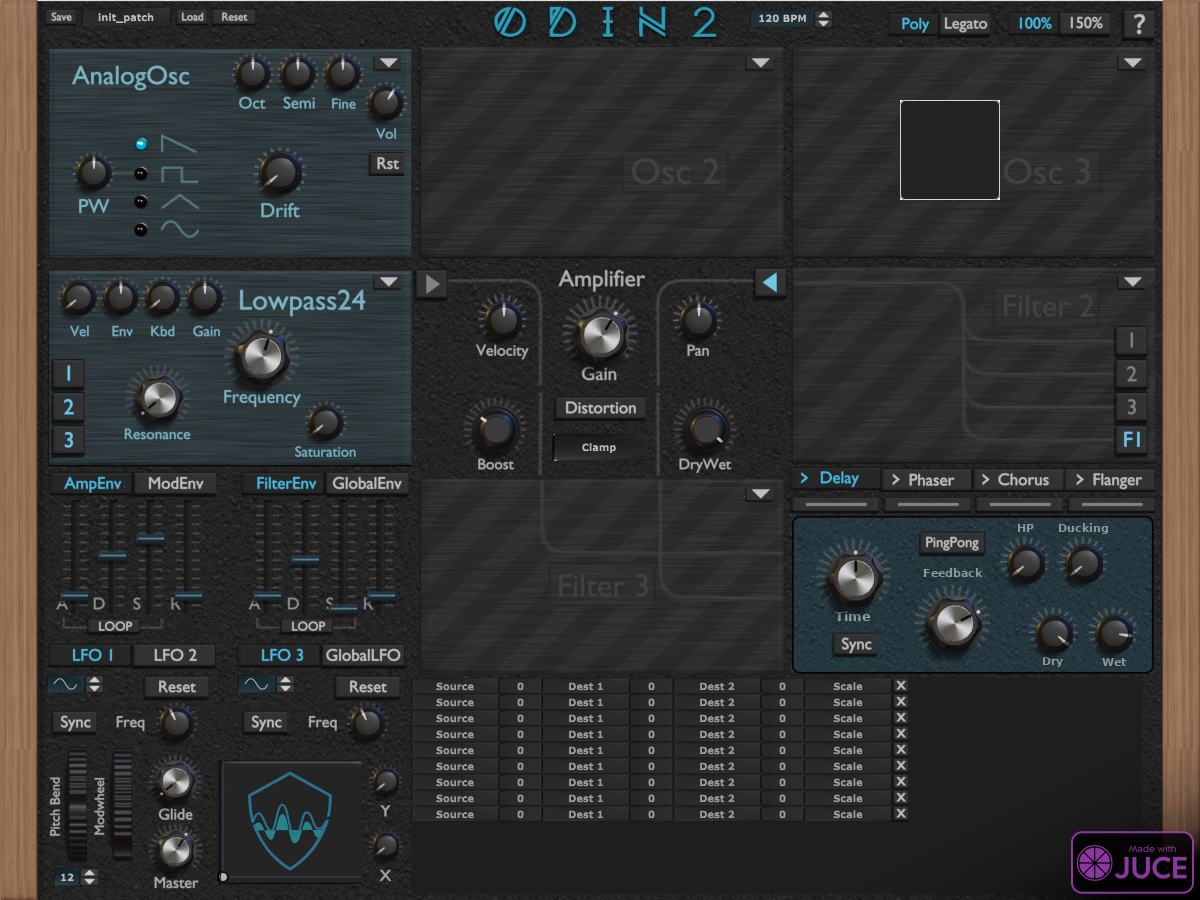 Save init_patch Load Reset
ØDIN 2
120 BPM
Poly Legato 100% 150% ?
AnalogOsc
Oct Semi Fine
Vol
Rst
PW
Drift
Osc 2
Osc 3
Vel Env Kbd Gain
Lowpass24
Frequency
1
2
3
Resonance
Saturation
Amplifier
Velocity
Gain
Pan
Distortion
Clamp
Boost
DryWet
Filter 2
1
2
3
F1
AmpEnv ModEnv FilterEnv GlobalEnv
A D S R
LOOP
A D S R
LOOP
Filter 3
> Delay > Phaser > Chorus > Flanger
PingPong
HP Ducking
Feedback
Time
Sync
Dry Wet
LFO 1 LFO 2 LFO 3 GlobalLFO
Reset
Reset
Sync Freq
Sync Freq
Pitch Bend
Modwheel
Glide
Master
12
Y
X
Source 0 Dest 1 0 Dest 2 0 Scale X
Source 0 Dest 1 0 Dest 2 0 Scale X
Source 0 Dest 1 0 Dest 2 0 Scale X
Source 0 Dest 1 0 Dest 2 0 Scale X
Source 0 Dest 1 0 Dest 2 0 Scale X
Source 0 Dest 1 0 Dest 2 0 Scale X
Source 0 Dest 1 0 Dest 2 0 Scale X
Source 0 Dest 1 0 Dest 2 0 Scale X
Source 0 Dest 1 0 Dest 2 0 Scale X
Made with
JUCE